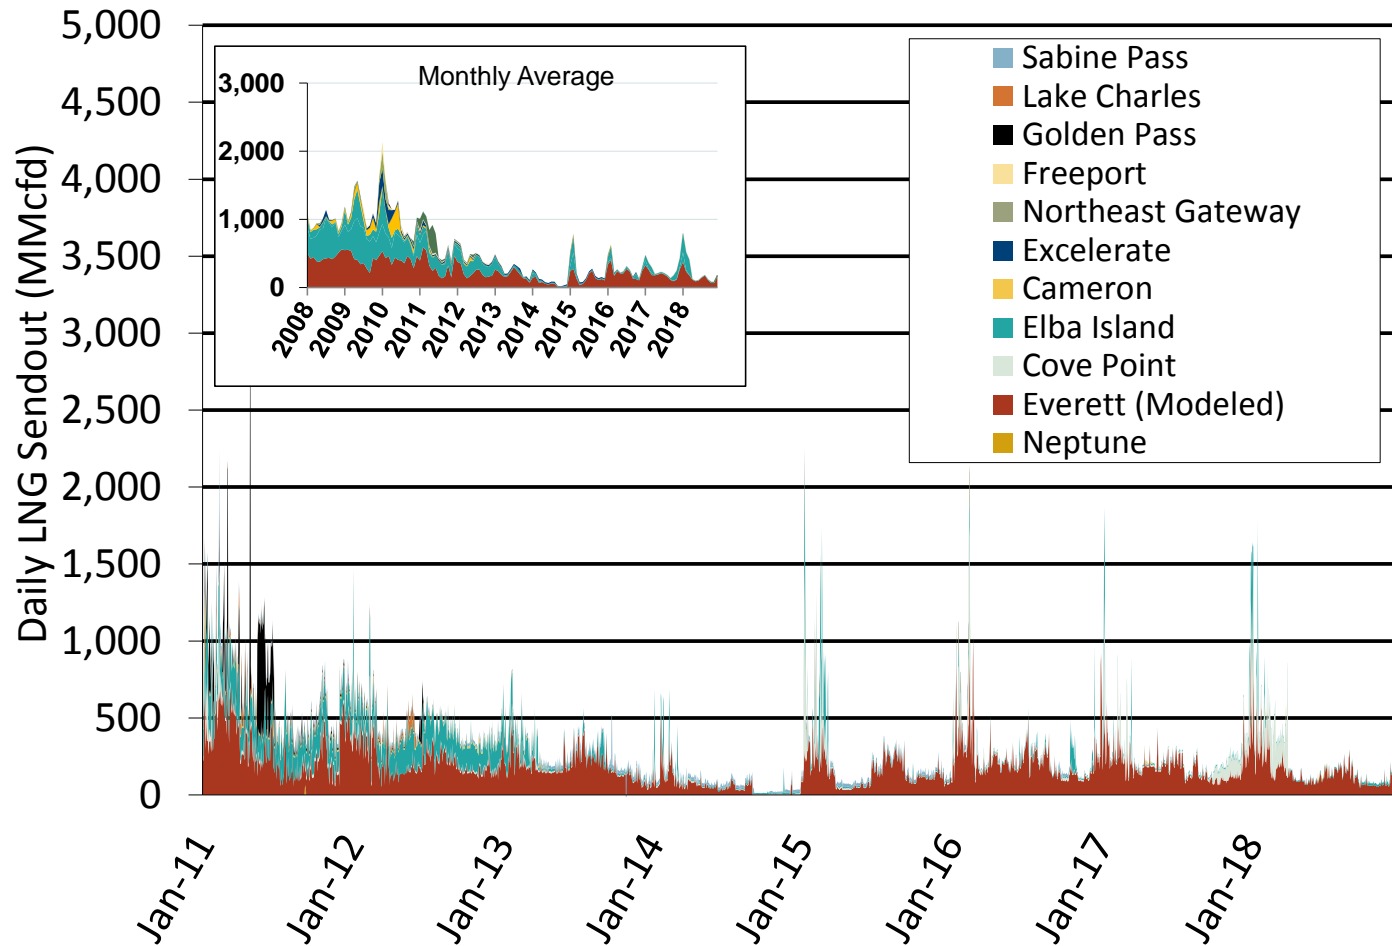 Daily LNG Sendout (MMcfd)
5,000
4,500
4,000
3,500
3,000
2,500
2,000
1,500
1,000
500
0
Monthly Average
3,000
2,000
1,000
0
2008 2009 2010 2011 2012 2013 2014 2015 2016 2017 2018
Sabine Pass
Lake Charles
Golden Pass
Freeport
Northeast Gateway
Excelerate
Cameron
Elba Island
Cove Point
Everett (Modeled)
Neptune
Jan-11 Jan-12 Jan-13 Jan-14 Jan-15 Jan-16 Jan-17 Jan-18